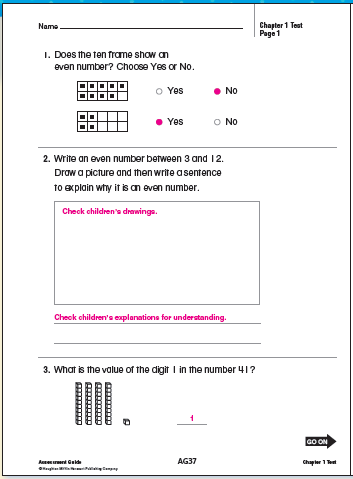 Name
Chapter 1 Test
Page 1
1. Does the ten frame show an
even number? Choose Yes or No.
Yes No
Yes No
2. Write an even number between 3 and 12.
Draw a picture and then write a sentence
to explain why it is an even number.
Check children's drawings.
Check children's explanations for understanding.
3. What is the value of the digit 1 in the number 41?
1
GO ON
Assessment Guide
© Houghton Mifflin Harcourt Publishing Company
AG37
Chapter 1 Test